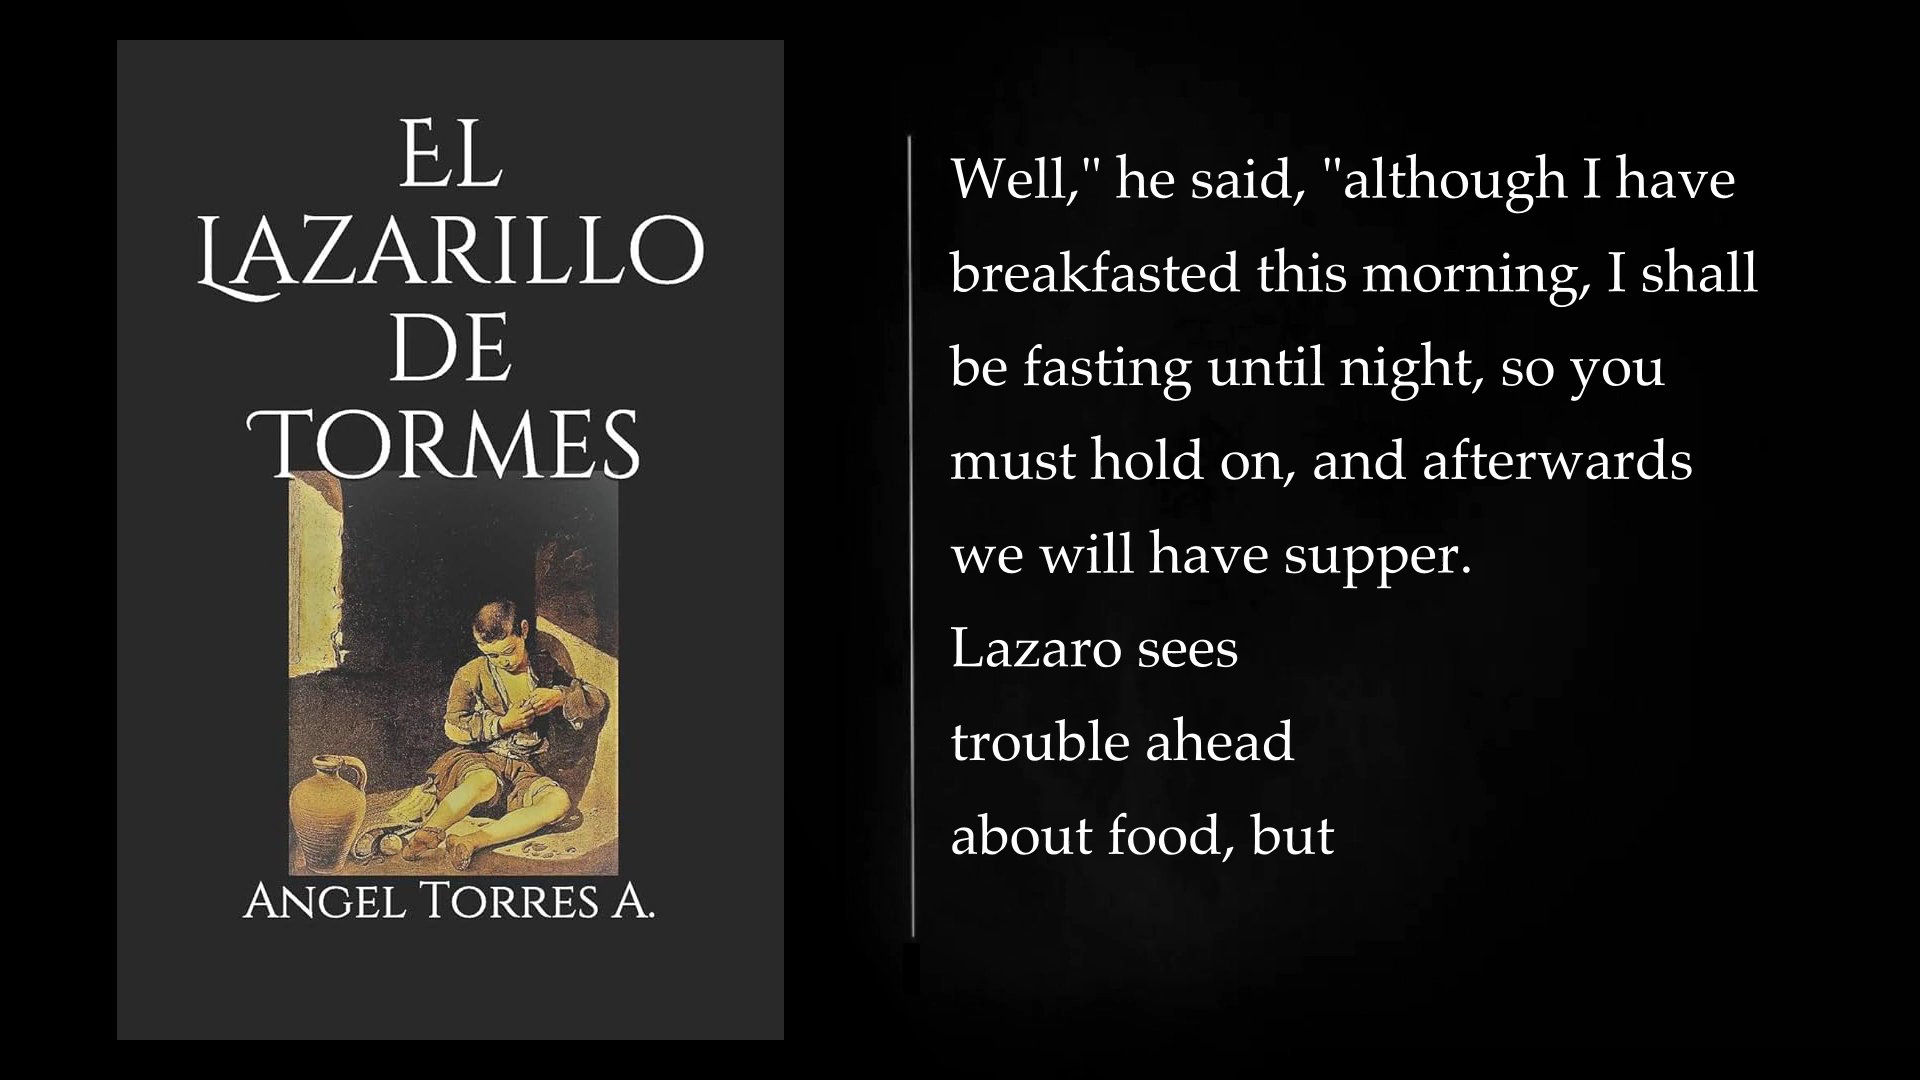 EL
LAZARILLO
DE
TORMES
ANGEL TORRES A.
Well," he said, "although I have
breakfasted this morning, I shall
be fasting until night, so you
must hold on, and afterwards
we will have supper.
Lazaro sees
trouble ahead
about food, but